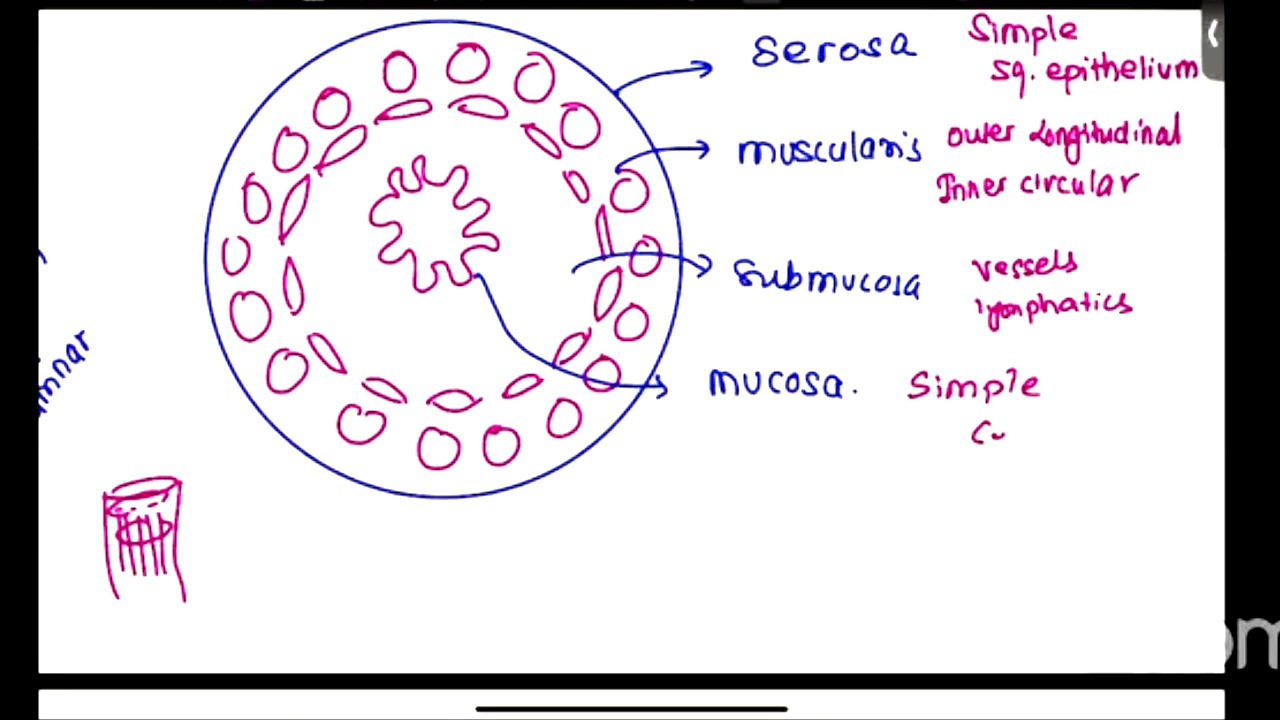 Serosa
Simple
Sq. epithelium
muscularis
Outer Longitudinal
Inner circular
Submucosa
Vessels
lymphatics
mucosa.
Simple